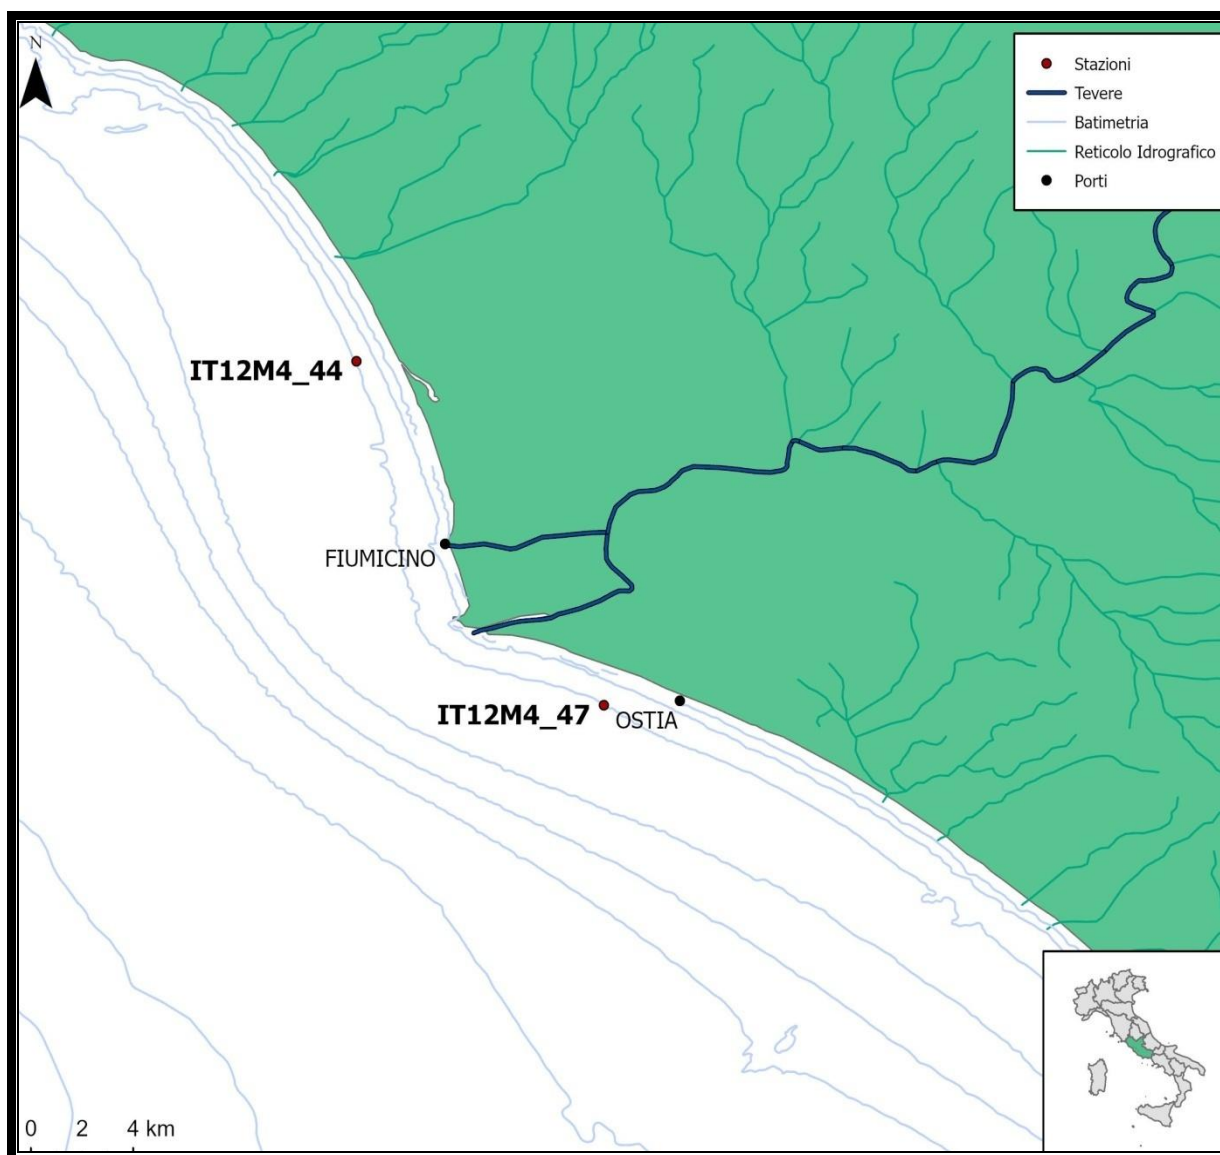 N
Stazioni
Tevere
Batimetria
Reticolo Idrografico
Porti
IT12M4_44
FIUMICINO
IT12M4_47
OSTIA
0 2 4 km